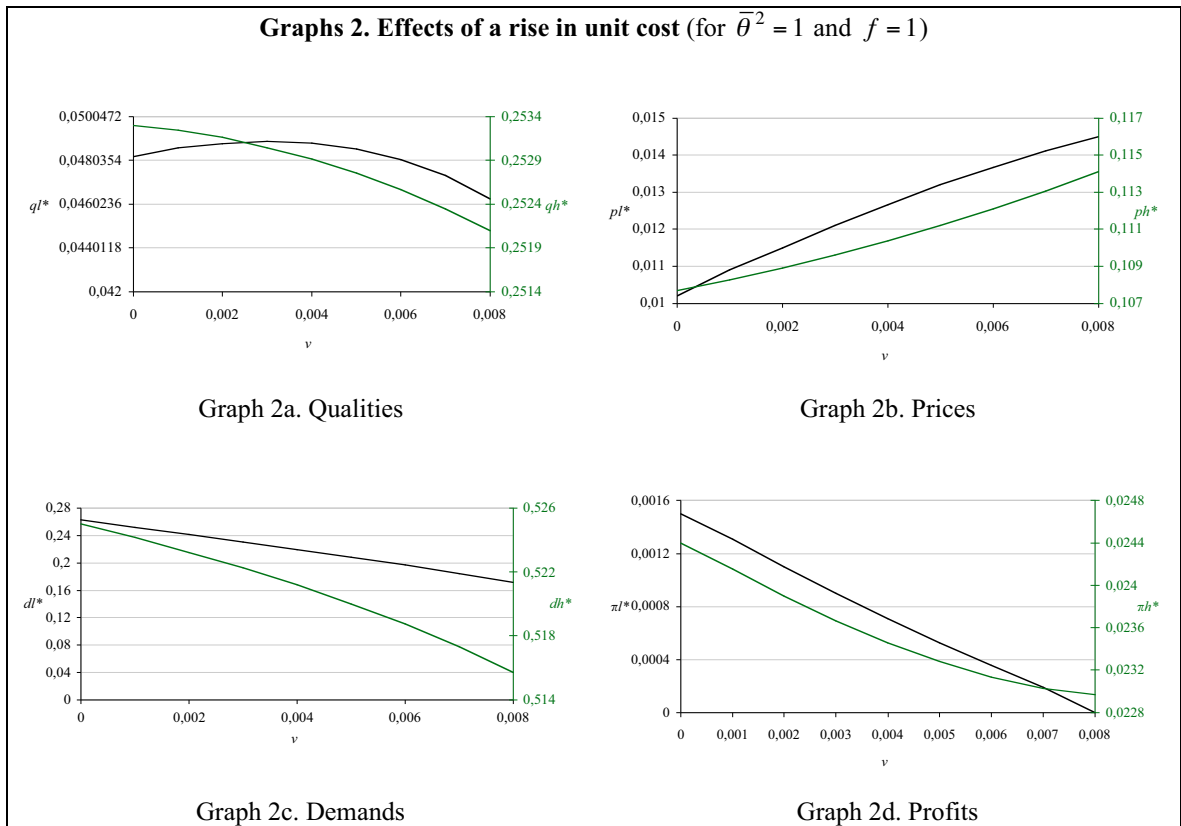 Graphs 2. Effects of a rise in unit cost (for θ̅ ² = 1 and f = 1)
0,0500472
0,0480354
0,0460236
0,0440118
0,042
ql*
0,2534
0,2529
0,2524
0,2519
0,2514
qh*
0 0,002 0,004 0,006 0,008
v
Graph 2a. Qualities
0,015
0,014
0,013
0,012
0,011
0,01
pl*
0,117
0,115
0,113
0,111
0,109
0,107
ph*
0 0,002 0,004 0,006 0,008
v
Graph 2b. Prices
0,28
0,24
0,2
0,16
0,12
0,08
0,04
0
dl*
0,526
0,522
0,518
0,514
dh*
0 0,002 0,004 0,006 0,008
v
Graph 2c. Demands
0,0016
0,0012
0,0008
0,0004
0
πl*
0,0248
0,0244
0,024
0,0236
0,0232
0,0228
πh*
0 0,001 0,002 0,003 0,004 0,005 0,006 0,007 0,008
v
Graph 2d. Profits